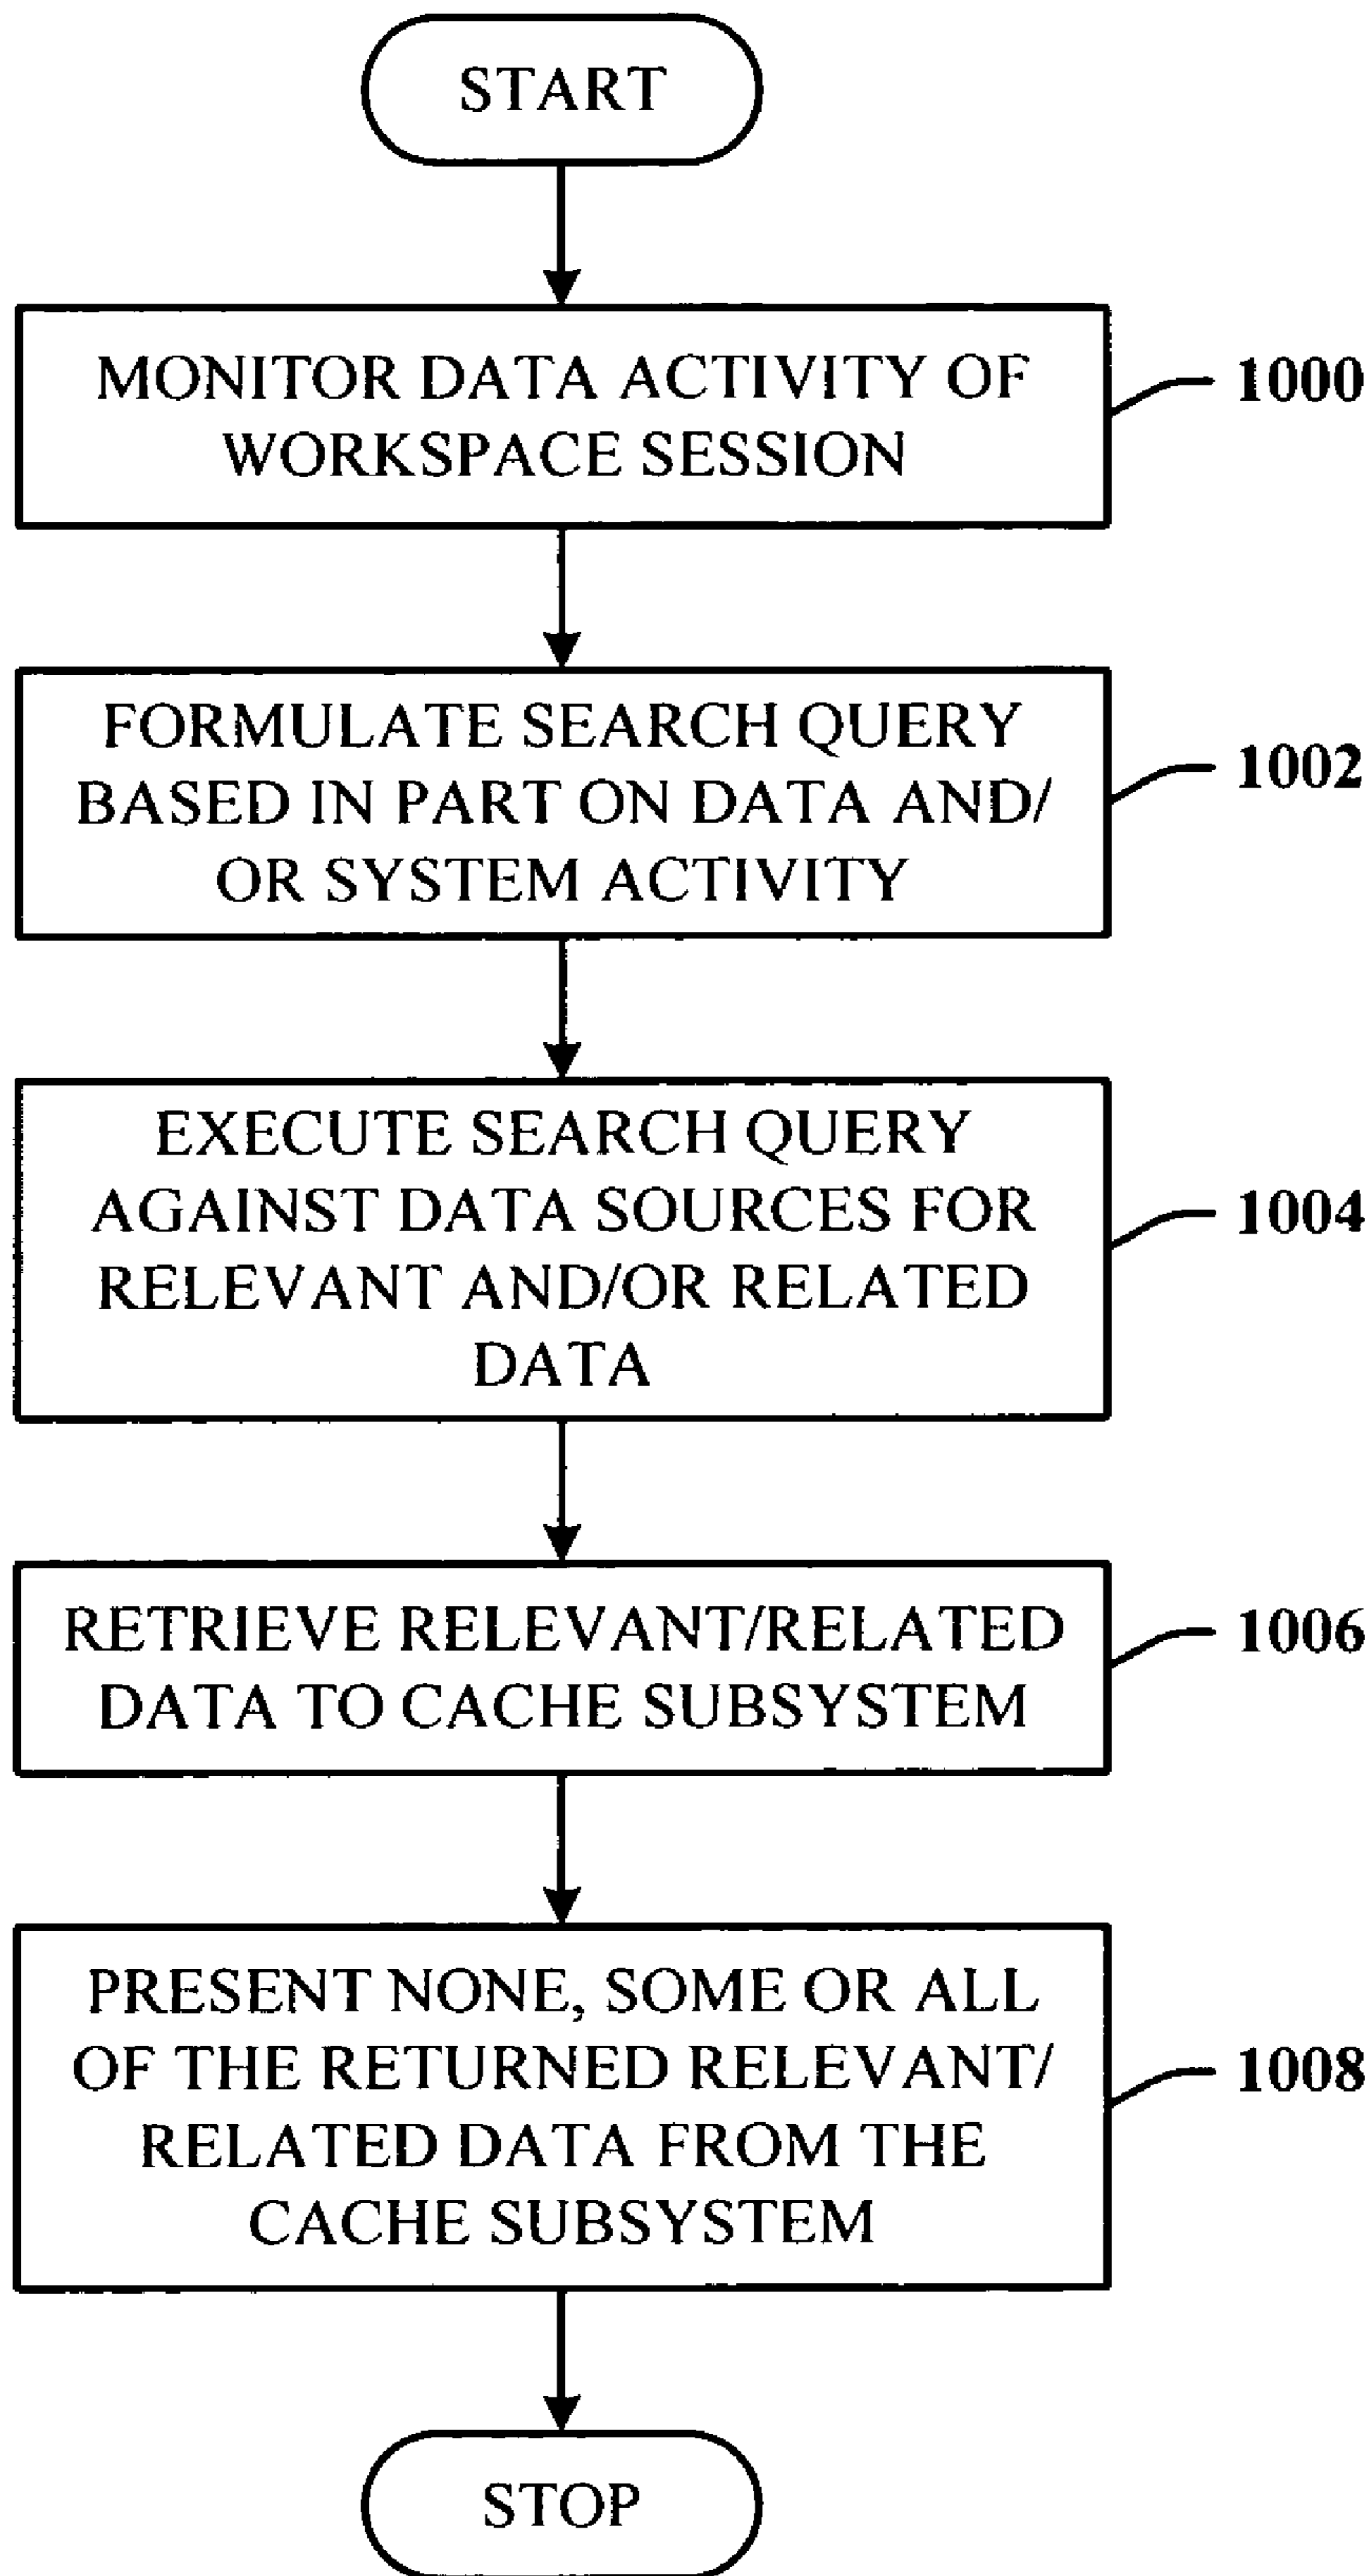 START
MONITOR DATA ACTIVITY OF
WORKSPACE SESSION
1000
FORMULATE SEARCH QUERY
BASED IN PART ON DATA AND/
OR SYSTEM ACTIVITY
1002
EXECUTE SEARCH QUERY
AGAINST DATA SOURCES FOR
RELEVANT AND/OR RELATED
DATA
1004
RETRIEVE RELEVANT/RELATED
DATA TO CACHE SUBSYSTEM
1006
PRESENT NONE, SOME OR ALL
OF THE RETURNED RELEVANT/
RELATED DATA FROM THE
CACHE SUBSYSTEM
1008
STOP